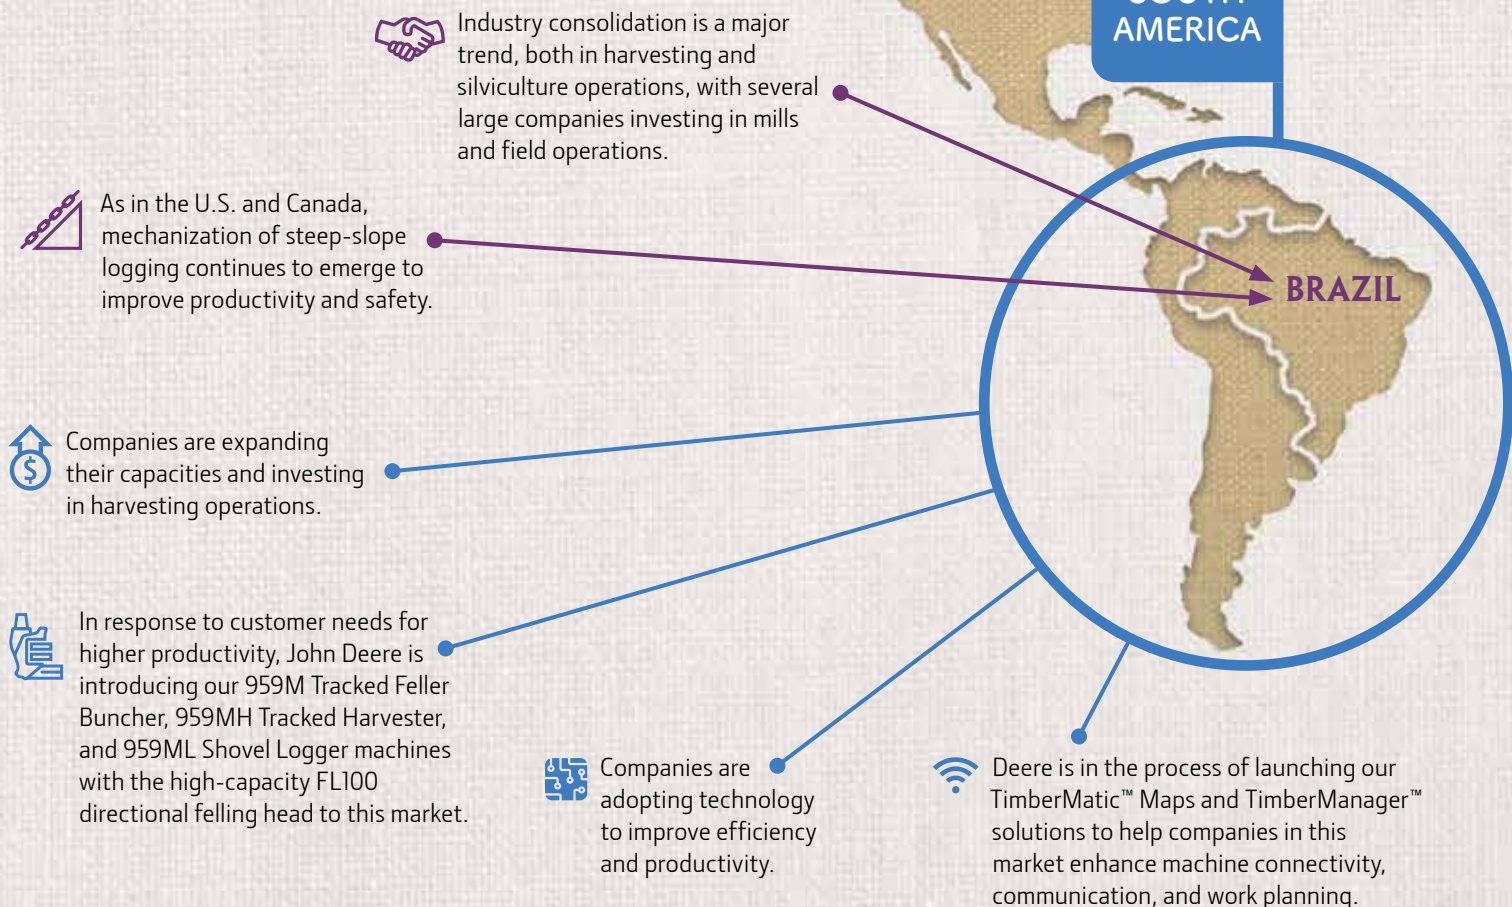 AMERICA
Industry consolidation is a major
trend, both in harvesting and
silviculture operations, with several
large companies investing in mills
and field operations.
As in the U.S. and Canada,
mechanization of steep-slope
logging continues to emerge to
improve productivity and safety.
BRAZIL
$
Companies are expanding
their capacities and investing
in harvesting operations.
In response to customer needs for
higher productivity, John Deere is
introducing our 959M Tracked Feller
Buncher, 959MH Tracked Harvester,
and 959ML Shovel Logger machines
with the high-capacity FL100
directional felling head to this market.
Companies are
adopting technology
to improve efficiency
and productivity.
Deere is in the process of launching our
TimberMatic™ Maps and TimberManager™
solutions to help companies in this
market enhance machine connectivity,
communication, and work planning.